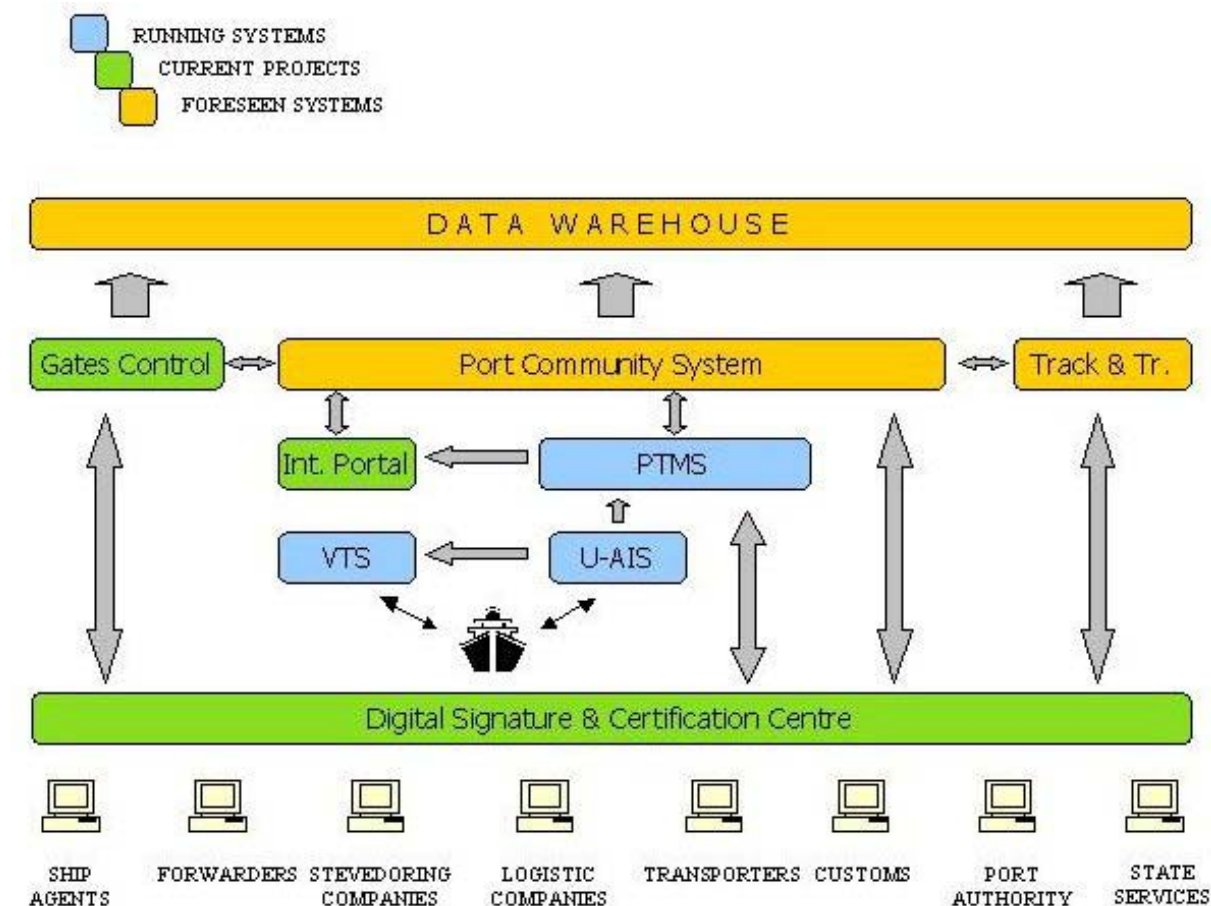 RUNNING SYSTEMS
CURRENT PROJECTS
FORESEEN SYSTEMS
DATA WAREHOUSE
Gates Control
Port Community System
Track & Tr.
Int. Portal
PTMS
VTS
U-AIS
Digital Signature & Certification Centre
SHIP
AGENTS
FORWARDERS
STEVEDORING
COMPANIES
LOGISTIC
COMPANIES
TRANSPORTERS
CUSTOMS
PORT
AUTHORITY
STATE
SERVICES